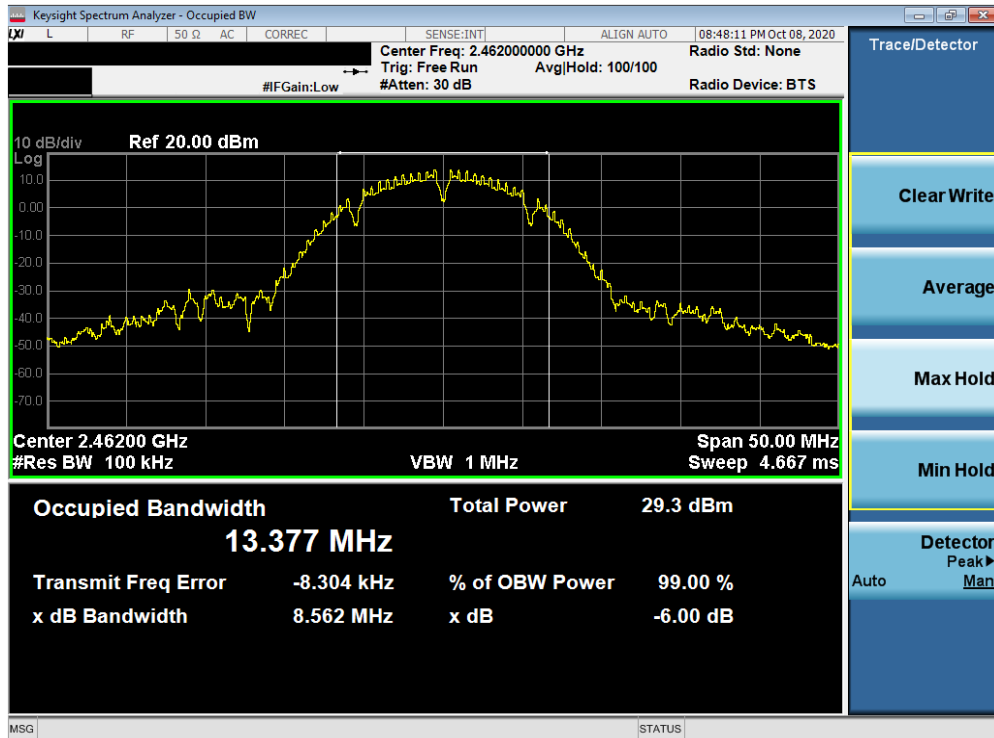 Keysight Spectrum Analyzer - Occupied BW
LXI L RF 50 Ω AC CORREC SENSE:INT ALIGN AUTO 08:48:11 PM Oct 08, 2020
Center Freq: 2.462000000 GHz Radio Std: None
Trig: Free Run Avg|Hold: 100/100
#IFGain:Low #Atten: 30 dB Radio Device: BTS
10 dB/div Ref 20.00 dBm
Log
10.0
0.00
-10.0
-20.0
-30.0
-40.0
-50.0
-60.0
-70.0
Center 2.46200 GHz Span 50.00 MHz
#Res BW 100 kHz VBW 1 MHz Sweep 4.667 ms
Occupied Bandwidth Total Power 29.3 dBm
13.377 MHz
Transmit Freq Error -8.304 kHz % of OBW Power 99.00 %
x dB Bandwidth 8.562 MHz x dB -6.00 dB
Trace/Detector
Clear Write
Average
Max Hold
Min Hold
Detector
Peak▶
Auto Man
MSG STATUS